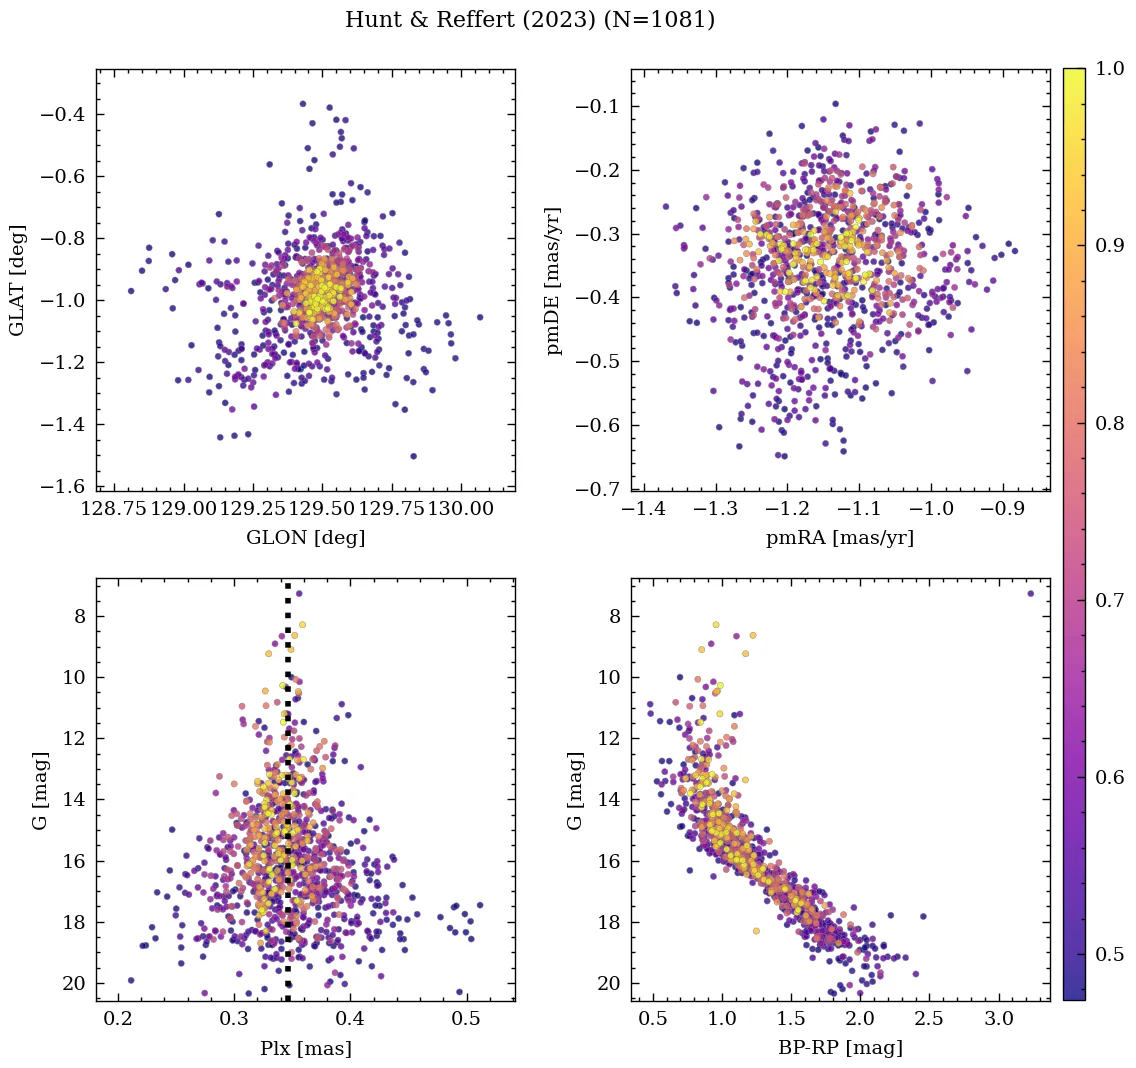 Hunt & Reffert (2023) (N=1081)
−0.4
−0.6
−0.8
−1.0
−1.2
−1.4
−1.6
GLAT [deg]
128.75 129.00 129.25 129.50 129.75 130.00
GLON [deg]
−0.1
−0.2
−0.3
−0.4
−0.5
−0.6
−0.7
pmDE [mas/yr]
−1.4 −1.3 −1.2 −1.1 −1.0 −0.9
pmRA [mas/yr]
8
10
12
14
16
18
20
G [mag]
0.2 0.3 0.4 0.5
Plx [mas]
8
10
12
14
16
18
20
G [mag]
0.5 1.0 1.5 2.0 2.5 3.0
BP-RP [mag]
1.0
0.9
0.8
0.7
0.6
0.5